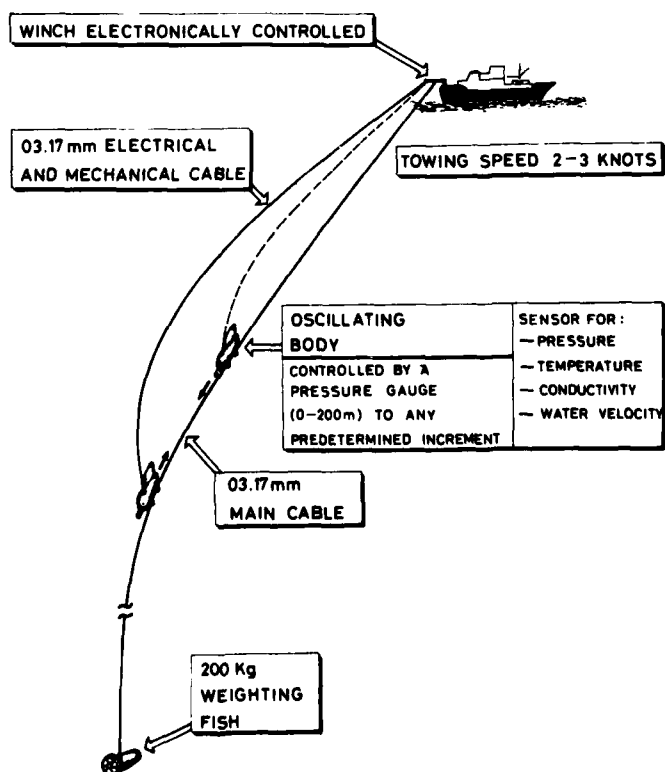 WINCH ELECTRONICALLY CONTROLLED
03.17mm ELECTRICAL
AND MECHANICAL CABLE
TOWING SPEED 2-3 KNOTS
OSCILLATING
BODY
CONTROLLED BY A
PRESSURE GAUGE
(0-200m) TO ANY
PREDETERMINED INCREMENT
SENSOR FOR:
~ PRESSURE
~ TEMPERATURE
~ CONDUCTIVITY
~ WATER VELOCITY
03.17mm
MAIN CABLE
200 Kg
WEIGHTING
FISH